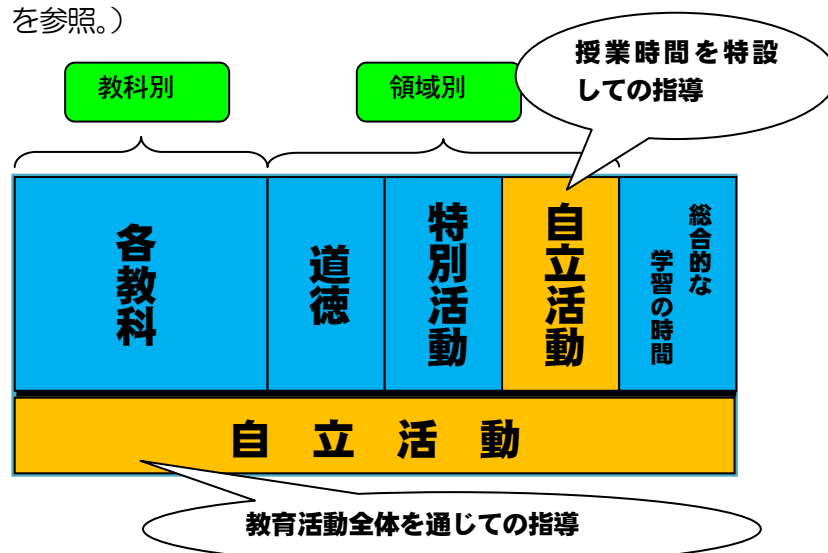 を参照。）
教科別
領域別
授業時間を特設
しての指導
各教科
道徳
特別活動
自立活動
総合的な
学習の時間
自立活動
教育活動全体を通じての指導